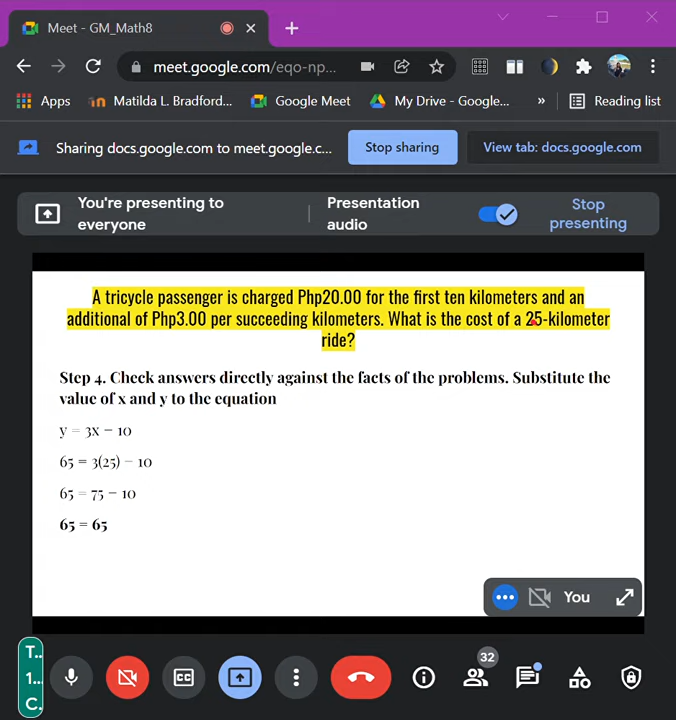 Meet - GM_Math8
meet.google.com/eqo-np...
Apps
Matilda L. Bradford...
Google Meet
My Drive - Google...
»
Reading list
Sharing docs.google.com to meet.google.c...
Stop sharing
View tab: docs.google.com
You're presenting to
everyone
Presentation
audio
Stop
presenting
A tricycle passenger is charged Php20.00 for the first ten kilometers and an
additional of Php3.00 per succeeding kilometers. What is the cost of a 25-kilometer
ride?
Step 4. Check answers directly against the facts of the problems. Substitute the
value of x and y to the equation
y = 3x – 10
65 = 3(25) – 10
65 = 75 – 10
65 = 65
You
T..
1...
C.
CC
32